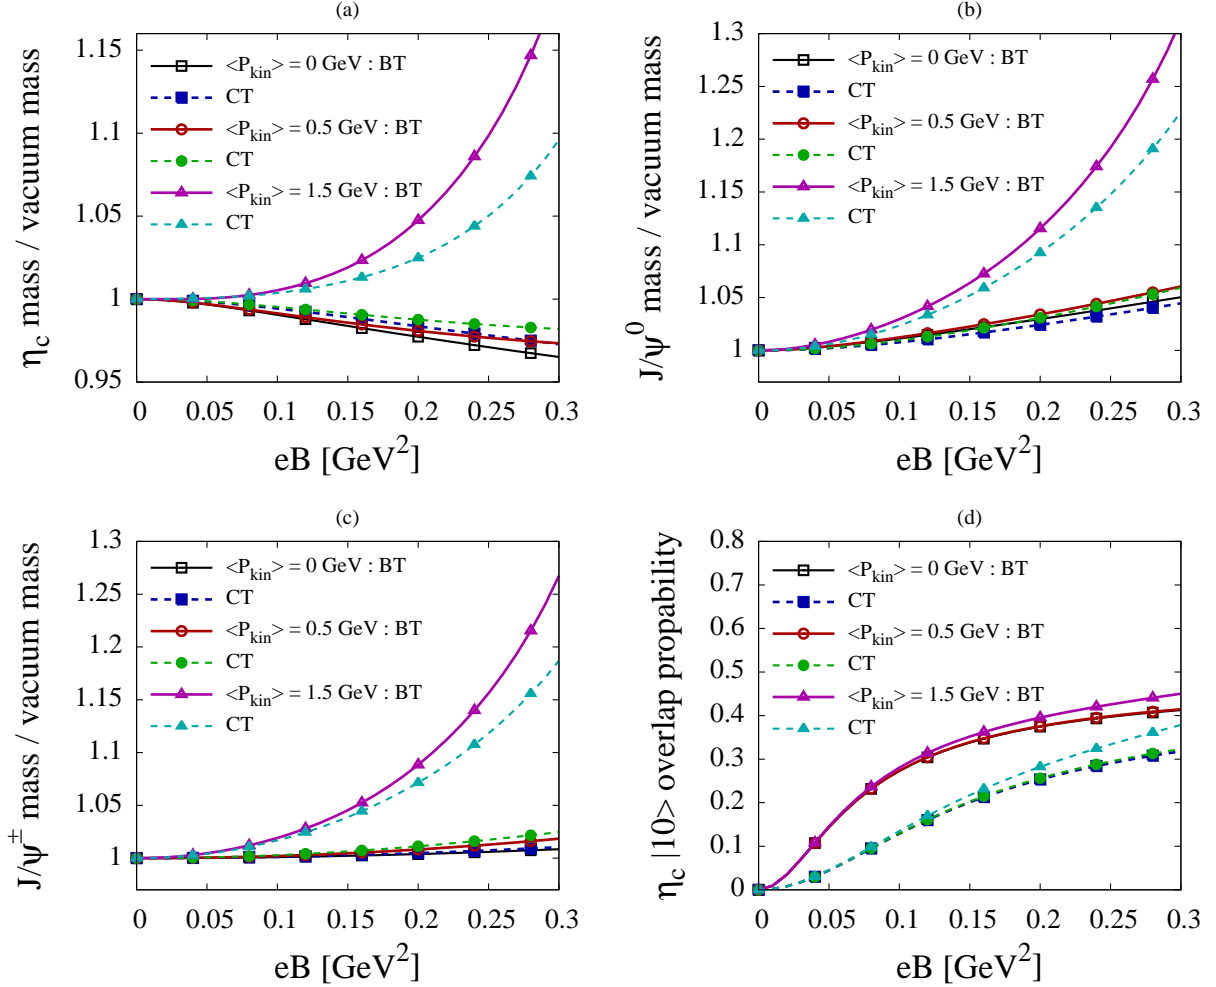 (a)
η_c mass / vacuum mass
1.15
1.1
1.05
1
0.95
<P_kin> = 0 GeV : BT
CT
<P_kin> = 0.5 GeV : BT
CT
<P_kin> = 1.5 GeV : BT
CT
0 0.05 0.1 0.15 0.2 0.25 0.3
eB [GeV^2]
(b)
J/ψ^0 mass / vacuum mass
1.3
1.25
1.2
1.15
1.1
1.05
1
<P_kin> = 0 GeV : BT
CT
<P_kin> = 0.5 GeV : BT
CT
<P_kin> = 1.5 GeV : BT
CT
0 0.05 0.1 0.15 0.2 0.25 0.3
eB [GeV^2]
(c)
J/ψ^± mass / vacuum mass
1.3
1.25
1.2
1.15
1.1
1.05
1
<P_kin> = 0 GeV : BT
CT
<P_kin> = 0.5 GeV : BT
CT
<P_kin> = 1.5 GeV : BT
CT
0 0.05 0.1 0.15 0.2 0.25 0.3
eB [GeV^2]
(d)
η_c |10> overlap propability
0.8
0.7
0.6
0.5
0.4
0.3
0.2
0.1
0
<P_kin> = 0 GeV : BT
CT
<P_kin> = 0.5 GeV : BT
CT
<P_kin> = 1.5 GeV : BT
CT
0 0.05 0.1 0.15 0.2 0.25 0.3
eB [GeV^2]